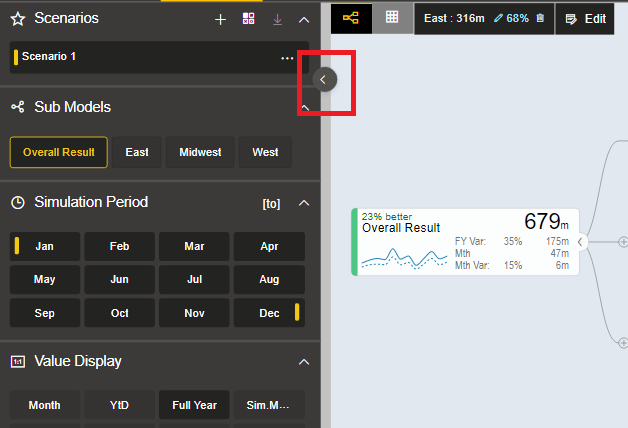 Scenarios
Scenario 1
...
Sub Models
Overall Result East Midwest West
Simulation Period [to]
Jan Feb Mar Apr
May Jun Jul Aug
Sep Oct Nov Dec
1:1 Value Display
Month YtD Full Year Sim.M...
East : 316m 68% Edit
23% better
Overall Result
679m
FY Var: 35% 175m
Mth 47m
Mth Var: 15% 6m